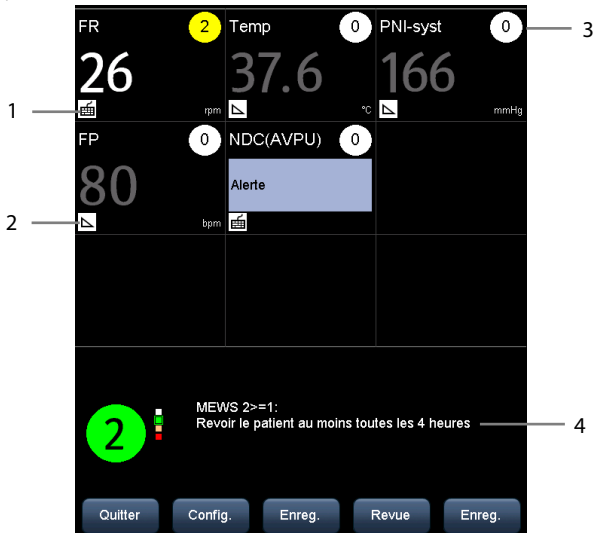 FR 2 Temp 0 PNI-syst 0 3
26 37.6 166
1 rpm °C mmHg
FP 0 NDC(AVPU) 0
80 Alerte
2 bpm
MEWS 2>=1:
2 Revoir le patient au moins toutes les 4 heures 4
Quitter Config. Enreg. Revue Enreg.